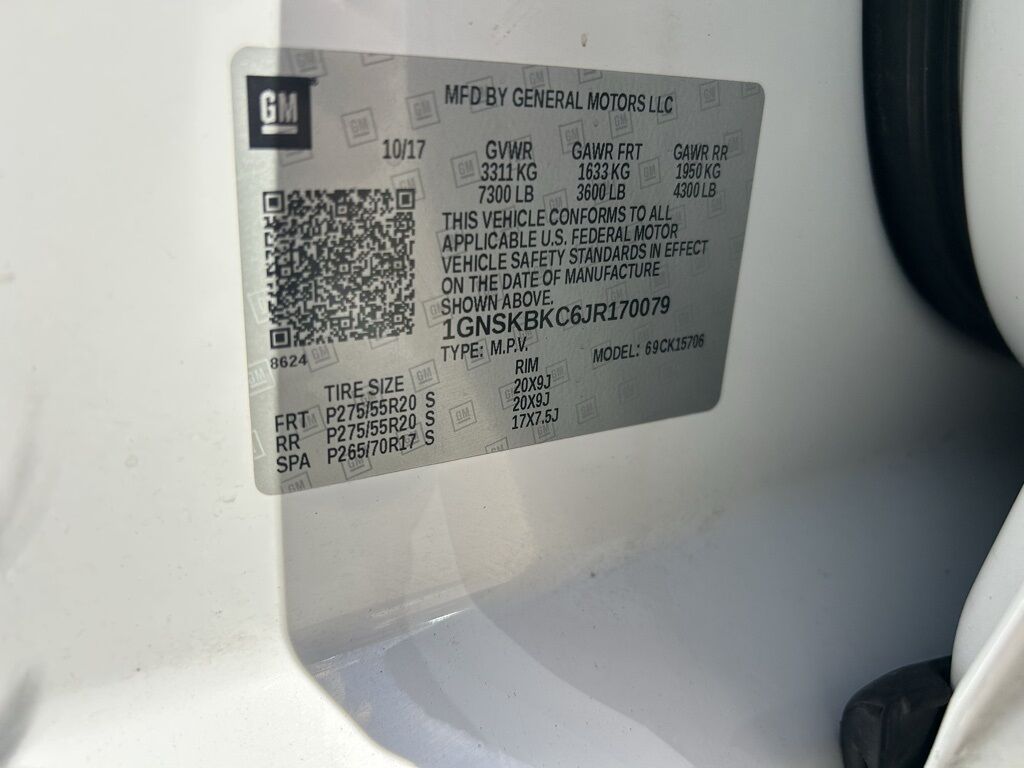 GM
MFD BY GENERAL MOTORS LLC
10/17 GVWR GAWR FRT GAWR RR
3311 KG 1633 KG 1950 KG
7300 LB 3600 LB 4300 LB
THIS VEHICLE CONFORMS TO ALL
APPLICABLE U.S. FEDERAL MOTOR
VEHICLE SAFETY STANDARDS IN EFFECT
ON THE DATE OF MANUFACTURE
SHOWN ABOVE.
1GNSKBKC6JR170079
8624
TYPE: M.P.V. MODEL: 69CK15706
TIRE SIZE RIM
FRT P275/55R20 S 20X9J
RR P275/55R20 S 20X9J
SPA P265/70R17 S 17X7.5J